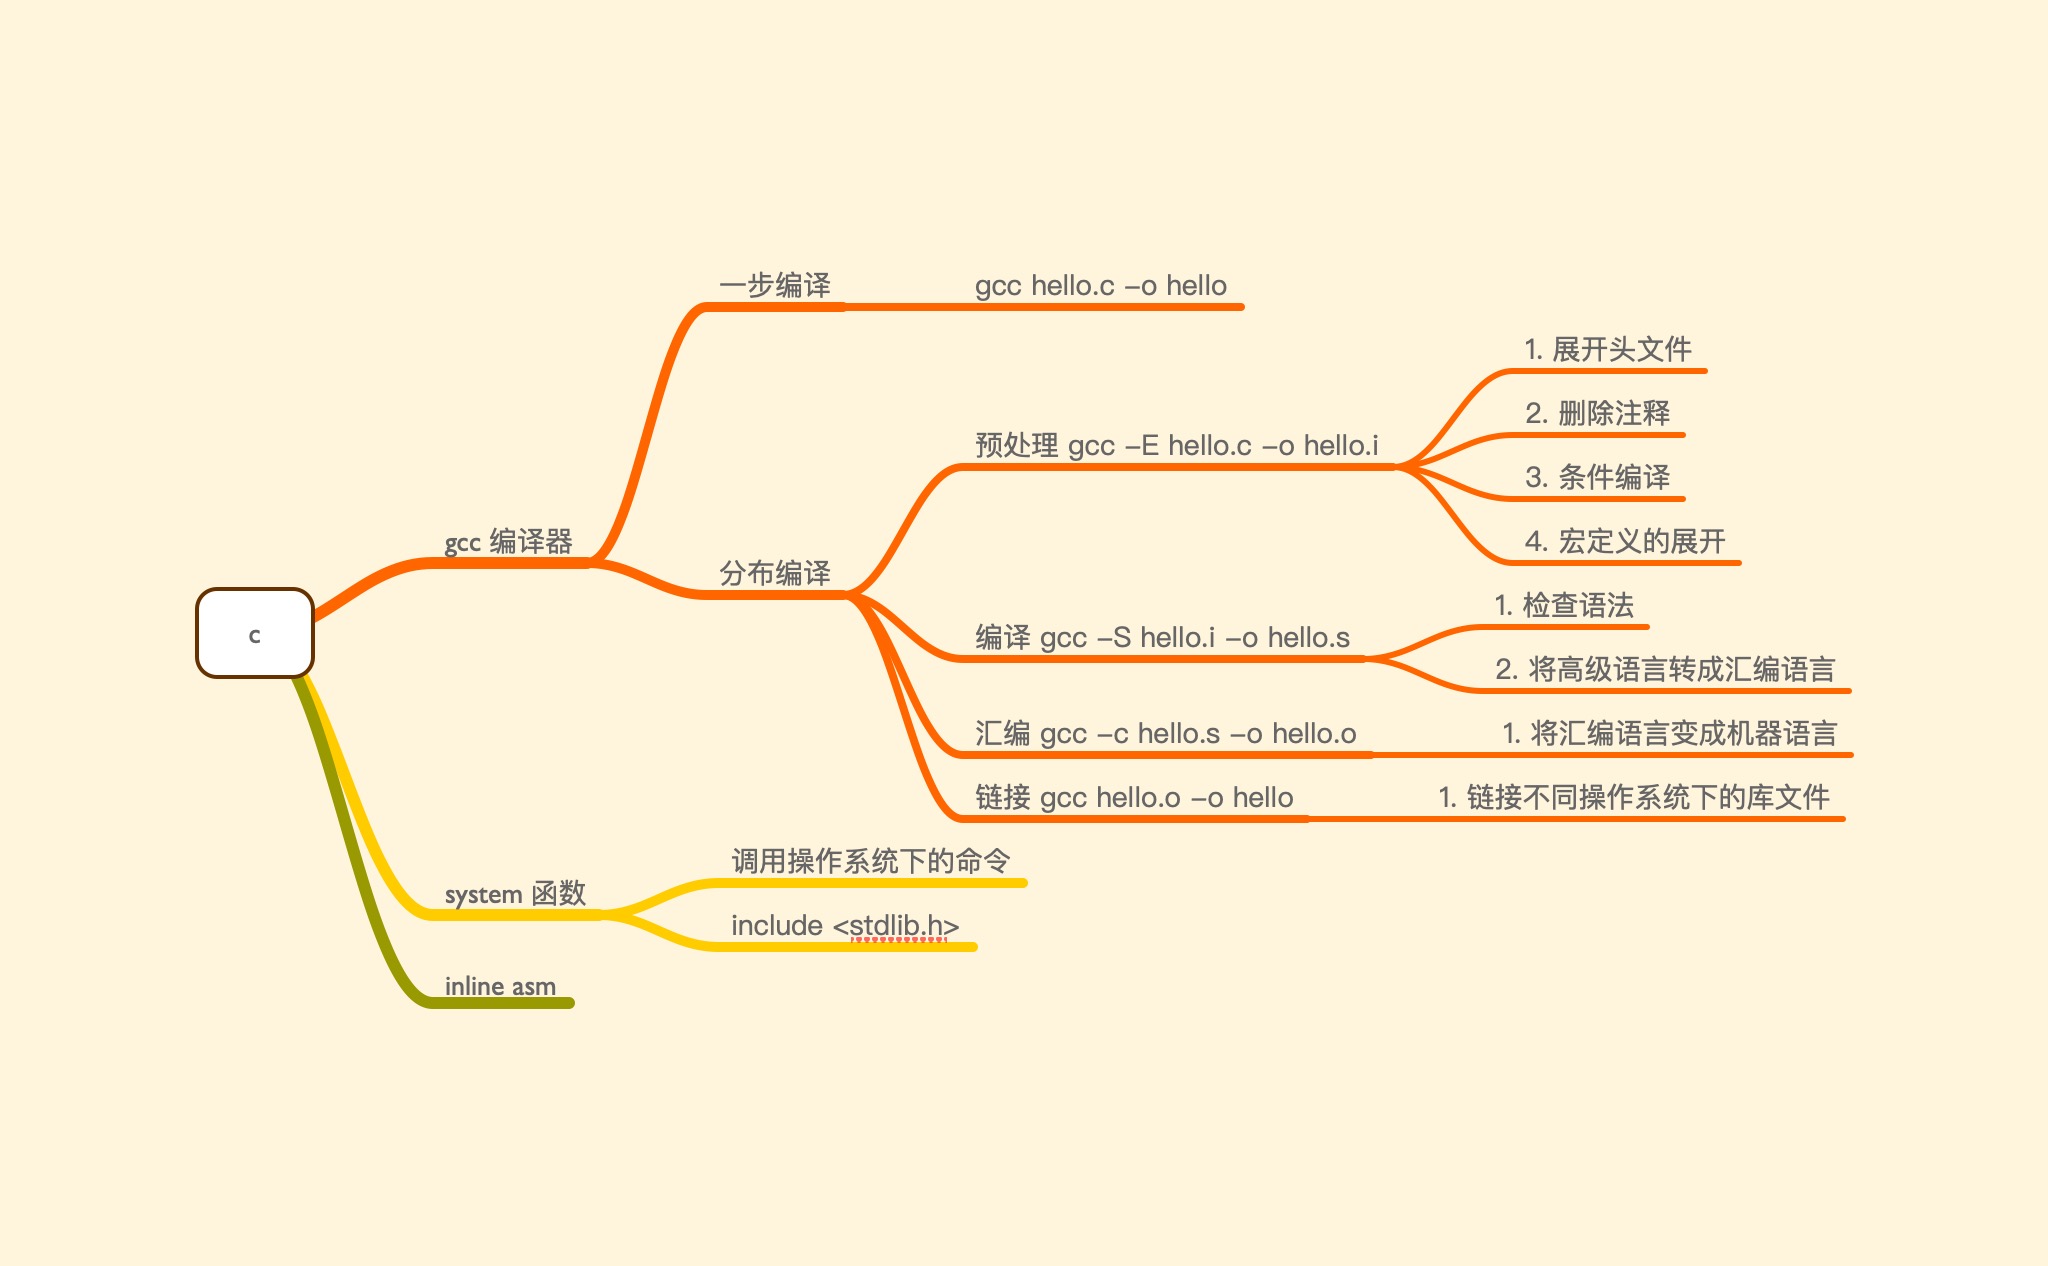 c
gcc 编译器
一步编译
gcc hello.c -o hello
分布编译
预处理 gcc -E hello.c -o hello.i
1. 展开头文件
2. 删除注释
3. 条件编译
4. 宏定义的展开
编译 gcc -S hello.i -o hello.s
1. 检查语法
2. 将高级语言转成汇编语言
汇编 gcc -c hello.s -o hello.o
1. 将汇编语言变成机器语言
链接 gcc hello.o -o hello
1. 链接不同操作系统下的库文件
system 函数
调用操作系统下的命令
include <stdlib.h>
inline asm